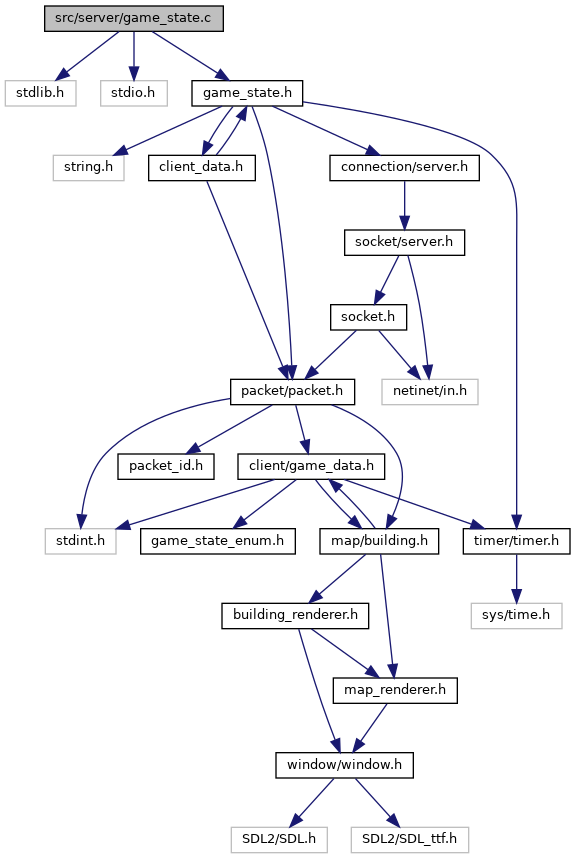 src/server/game_state.c
stdlib.h
stdio.h
game_state.h
string.h
client_data.h
connection/server.h
socket/server.h
socket.h
packet/packet.h
netinet/in.h
packet_id.h
client/game_data.h
stdint.h
game_state_enum.h
map/building.h
timer/timer.h
building_renderer.h
sys/time.h
map_renderer.h
window/window.h
SDL2/SDL.h
SDL2/SDL_ttf.h